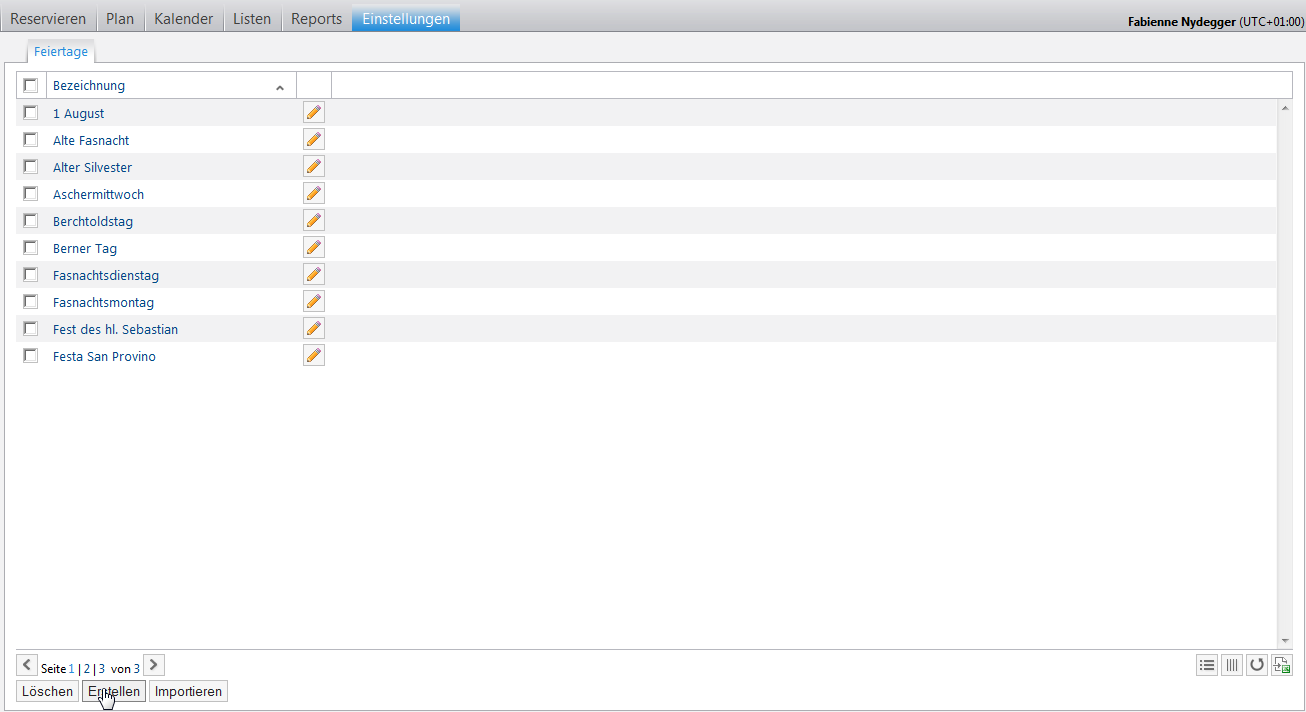 Reservieren Plan Kalender Listen Reports Einstellungen Fabienne Nydegger (UTC+01:00)
Feiertage
Bezeichnung
1 August
Alte Fasnacht
Alter Silvester
Aschermittwoch
Berchtoldstag
Berner Tag
Fasnachtsdienstag
Fasnachtsmontag
Fest des hl. Sebastian
Festa San Provino
Seite 1 | 2 | 3 von 3
Löschen Erstellen Importieren